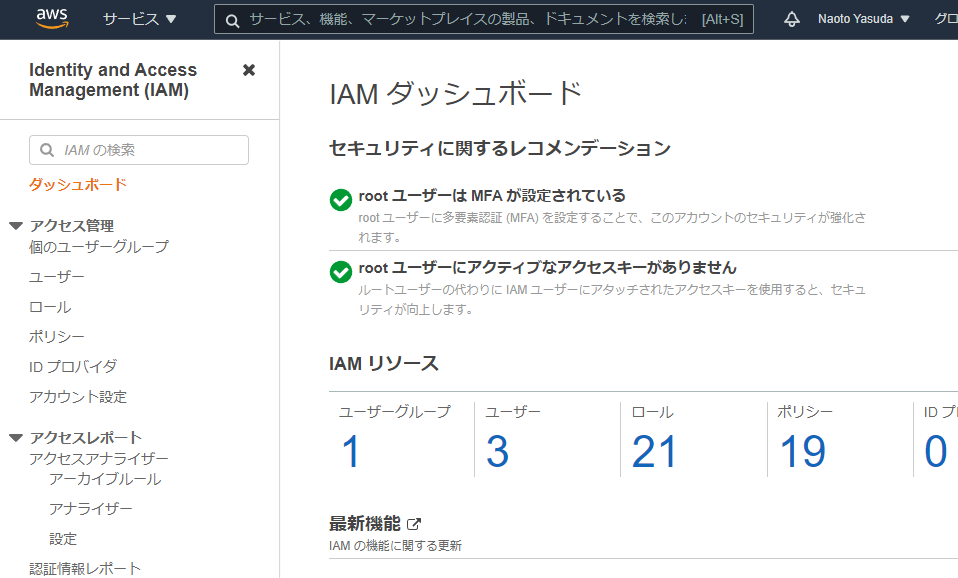 aws
サービス ▼
サービス、機能、マーケットプレイスの製品、ドキュメントを検索し [Alt+S]
Naoto Yasuda ▼
グロ
Identity and Access
Management (IAM)
IAM の検索
ダッシュボード
アクセス管理
個のユーザーグループ
ユーザー
ロール
ポリシー
ID プロバイダ
アカウント設定
アクセスレポート
アクセスアナライザー
アーカイブルール
アナライザー
設定
認証情報レポート
IAM ダッシュボード
セキュリティに関するレコメンデーション
root ユーザーは MFA が設定されている
root ユーザーに多要素認証 (MFA) を設定することで、このアカウントのセキュリティが強化さ
れます。
root ユーザーにアクティブなアクセスキーがありません
ルートユーザーの代わりに IAM ユーザーにアタッチされたアクセスキーを使用すると、セキュ
リティが向上します。
IAM リソース
ユーザーグループ
1
ユーザー
3
ロール
21
ポリシー
19
ID プ
0
最新機能
IAM の機能に関する更新